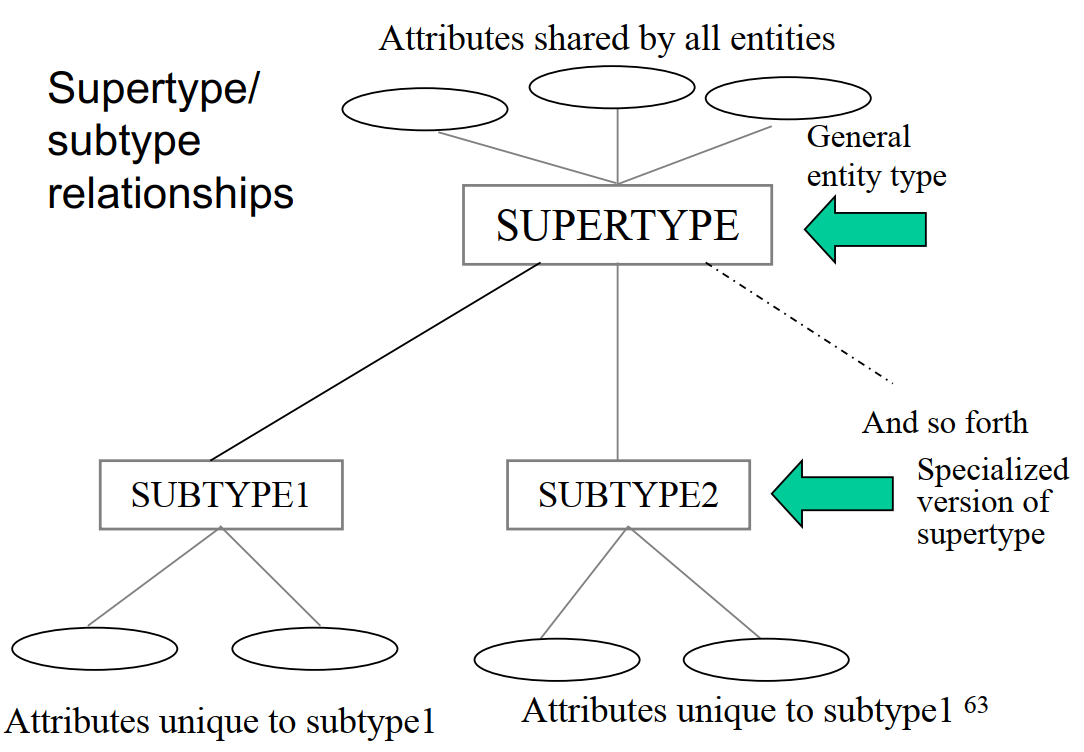 Attributes shared by all entities
Supertype/
subtype
relationships
General
entity type
SUPERTYPE
And so forth
SUBTYPE1
SUBTYPE2
Specialized
version of
supertype
Attributes unique to subtype1
Attributes unique to subtype1 63